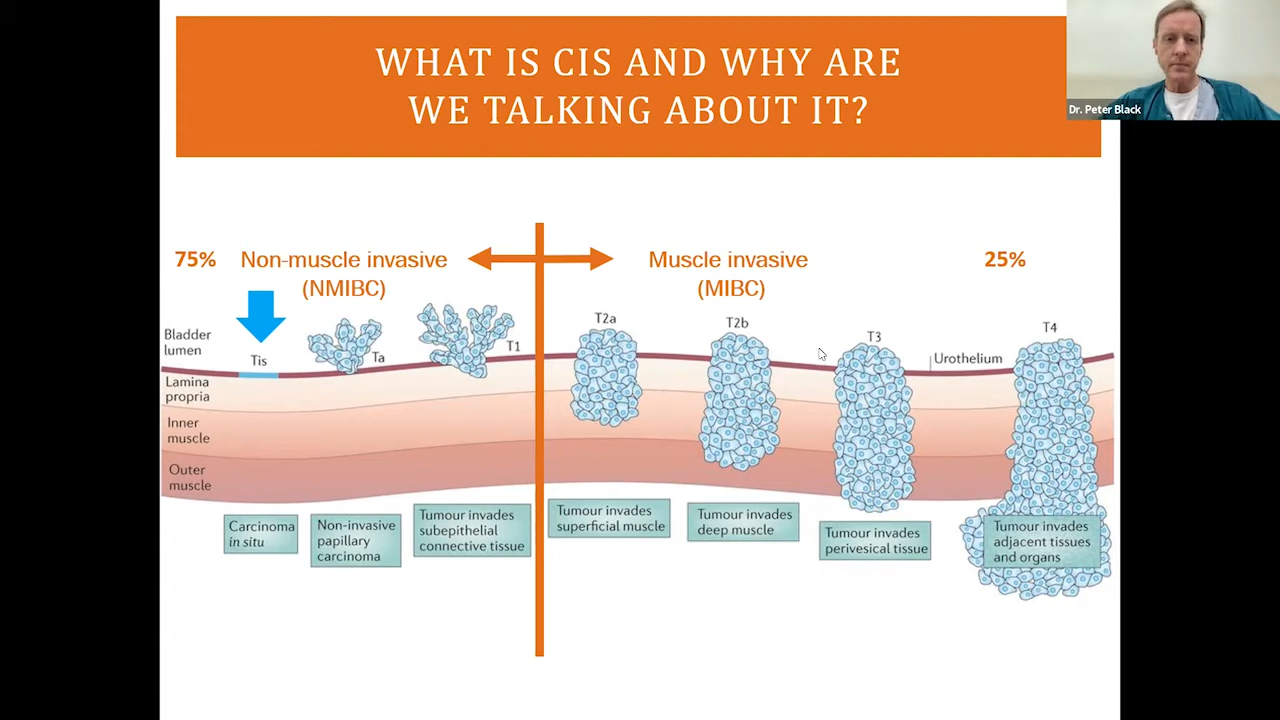 WHAT IS CIS AND WHY ARE
WE TALKING ABOUT IT?
Dr. Peter Black
75%
Non-muscle invasive
(NMIBC)
Muscle invasive
(MIBC)
25%
Bladder
lumen
Tis
Ta
T1
T2a
T2b
T3
Urothelium
T4
Lamina
propria
Inner
muscle
Outer
muscle
Carcinoma
in situ
Non-invasive
papillary
carcinoma
Tumour invades
subepithelial
connective tissue
Tumour invades
superficial muscle
Tumour invades
deep muscle
Tumour invades
perivesical tissue
Tumour invades
adjacent tissues
and organs